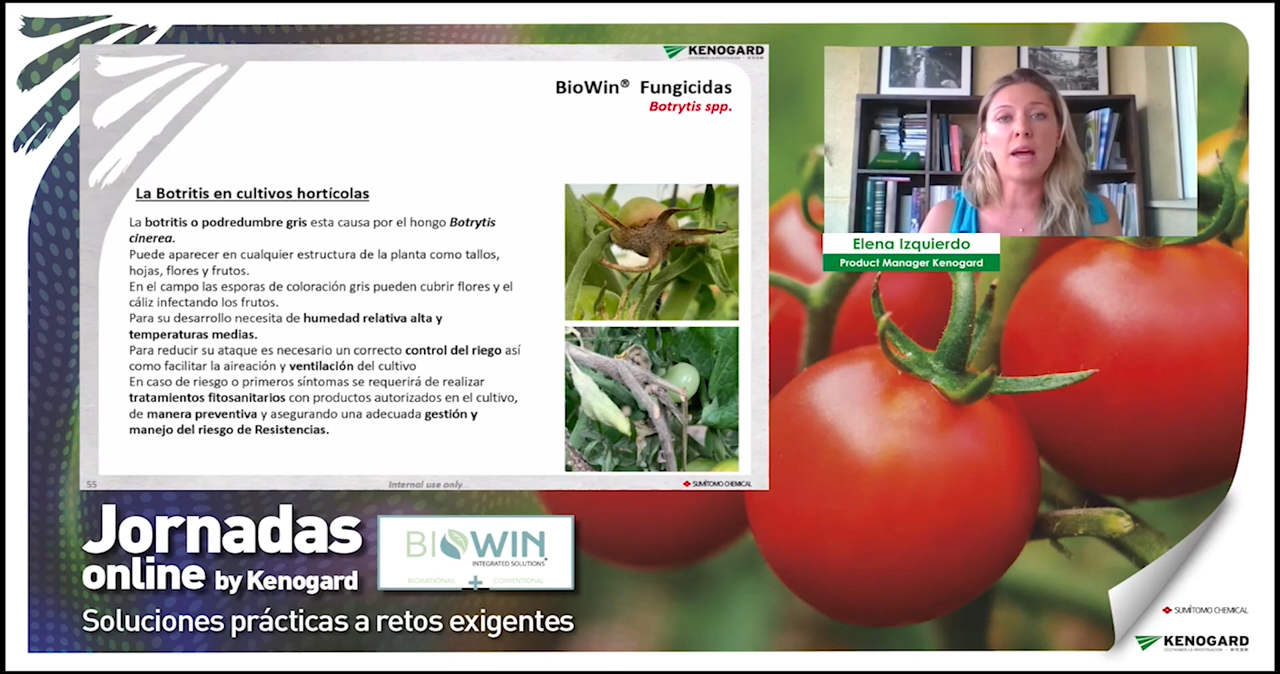 KENOGARD
BioWin® Fungicidas
Botrytis spp.
La Botritis en cultivos hortícolas
La botritis o podredumbre gris esta causa por el hongo Botrytis
cinerea.
Puede aparecer en cualquier estructura de la planta como tallos,
hojas, flores y frutos.
En el campo las esporas de coloración gris pueden cubrir flores y el
cáliz infectando los frutos.
Para su desarrollo necesita de humedad relativa alta y
temperaturas medias.
Para reducir su ataque es necesario un correcto control del riego así
como facilitar la aireación y ventilación del cultivo
En caso de riesgo o primeros síntomas se requerirá de realizar
tratamientos fitosanitarios con productos autorizados en el cultivo,
de manera preventiva y asegurando una adecuada gestión y
manejo del riesgo de Resistencias.
55
Internal use only
SUMITOMO CHEMICAL
Elena Izquierdo
Product Manager Kenogard
Jornadas
online by Kenogard
BIOWIN
INTEGRATED SOLUTIONS
BIORATIONAL + CONVENTIONAL
Soluciones prácticas a retos exigentes
SUMITOMO CHEMICAL
KENOGARD